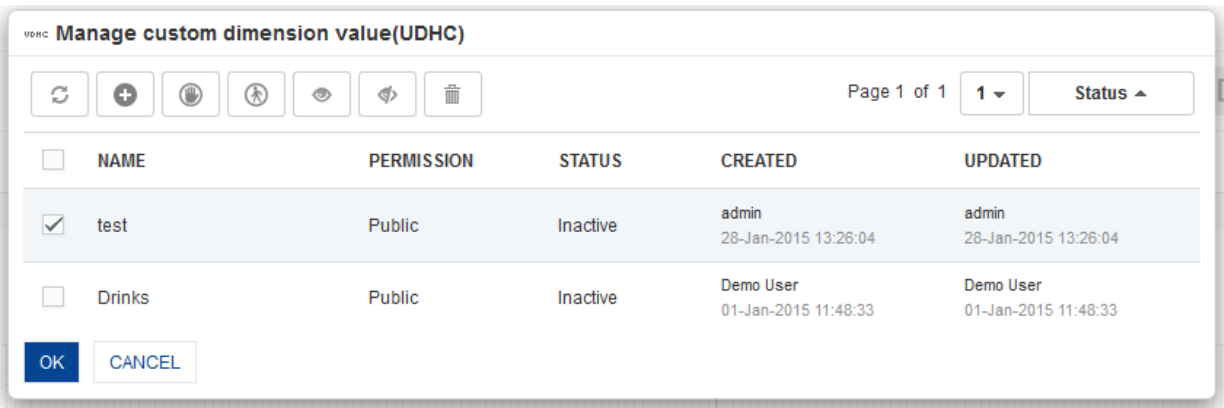 UDHC Manage custom dimension value(UDHC)
Page 1 of 1 1 Status
NAME PERMISSION STATUS CREATED UPDATED
test Public Inactive admin admin
28-Jan-2015 13:26:04 28-Jan-2015 13:26:04
Drinks Public Inactive Demo User Demo User
01-Jan-2015 11:48:33 01-Jan-2015 11:48:33
OK CANCEL